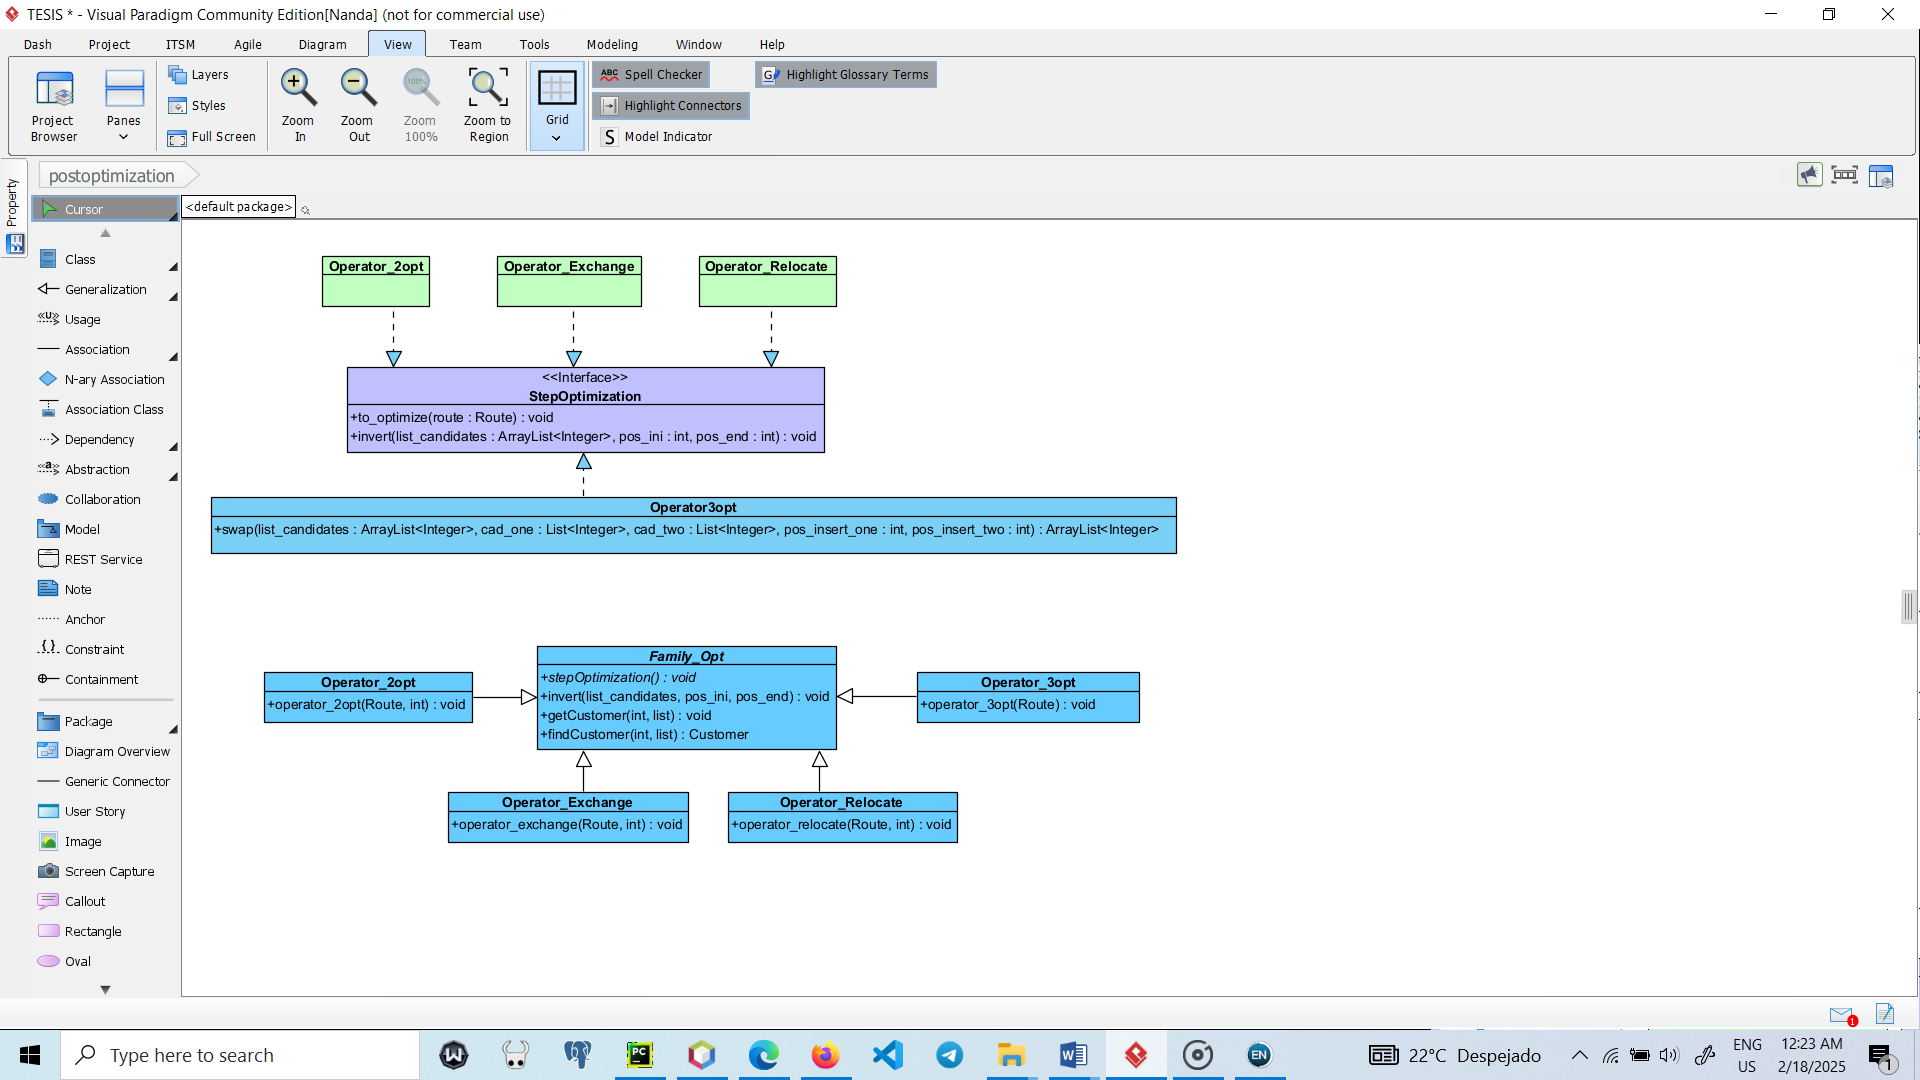 TESIS * - Visual Paradigm Community Edition[Nanda] (not for commercial use)
Dash Project ITSM Agile Diagram View Team Tools Modeling Window Help
Project Browser
Panes
Layers
Styles
Full Screen
Zoom In
Zoom Out
100%
Zoom 100%
Zoom to Region
Grid
ABC Spell Checker
Highlight Connectors
S Model Indicator
G Highlight Glossary Terms
Property
postoptimization
<default package>
Cursor
Class
Generalization
<<U>> Usage
Association
N-ary Association
Association Class
Dependency
<<a>> Abstraction
Collaboration
Model
REST Service
Note
Anchor
{.} Constraint
Containment
Package
Diagram Overview
Generic Connector
User Story
Image
Screen Capture
Callout
Rectangle
Oval
Operator_2opt
Operator_Exchange
Operator_Relocate
<<Interface>>
StepOptimization
+to_optimize(route : Route) : void
+invert(list_candidates : ArrayList<Integer>, pos_ini : int, pos_end : int) : void
Operator3opt
+swap(list_candidates : ArrayList<Integer>, cad_one : List<Integer>, cad_two : List<Integer>, pos_insert_one : int, pos_insert_two : int) : ArrayList<Integer>
Family_Opt
+stepOptimization() : void
+invert(list_candidates, pos_ini, pos_end) : void
+getCustomer(int, list) : void
+findCustomer(int, list) : Customer
Operator_2opt
+operator_2opt(Route, int) : void
Operator_3opt
+operator_3opt(Route) : void
Operator_Exchange
+operator_exchange(Route, int) : void
Operator_Relocate
+operator_relocate(Route, int) : void
1
Type here to search
PC
W
EN
22°C Despejado
ENG
US
12:23 AM
2/18/2025
1